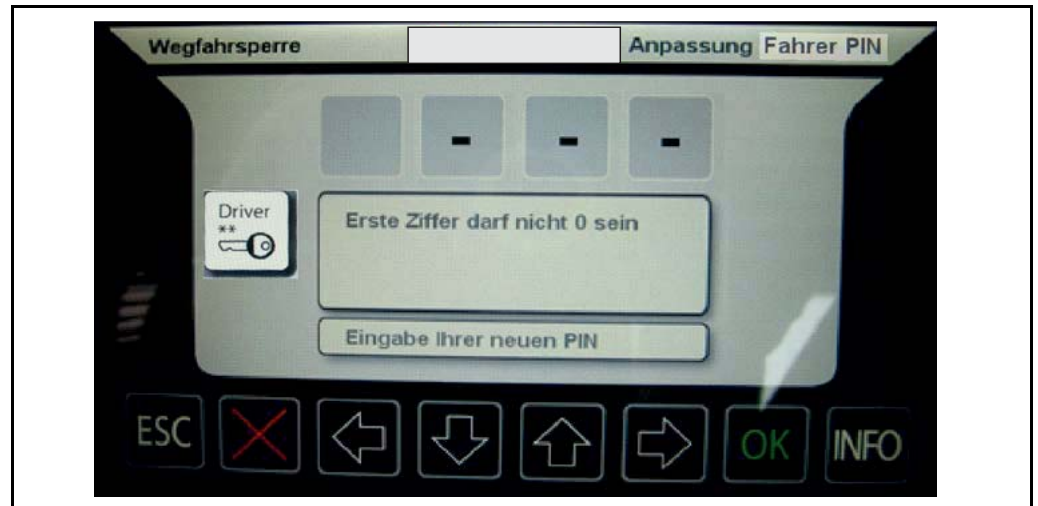 Wegfahrsperre Anpassung Fahrer PIN
- - -
Driver
**
Erste Ziffer darf nicht 0 sein
Eingabe Ihrer neuen PIN
ESC OK INFO